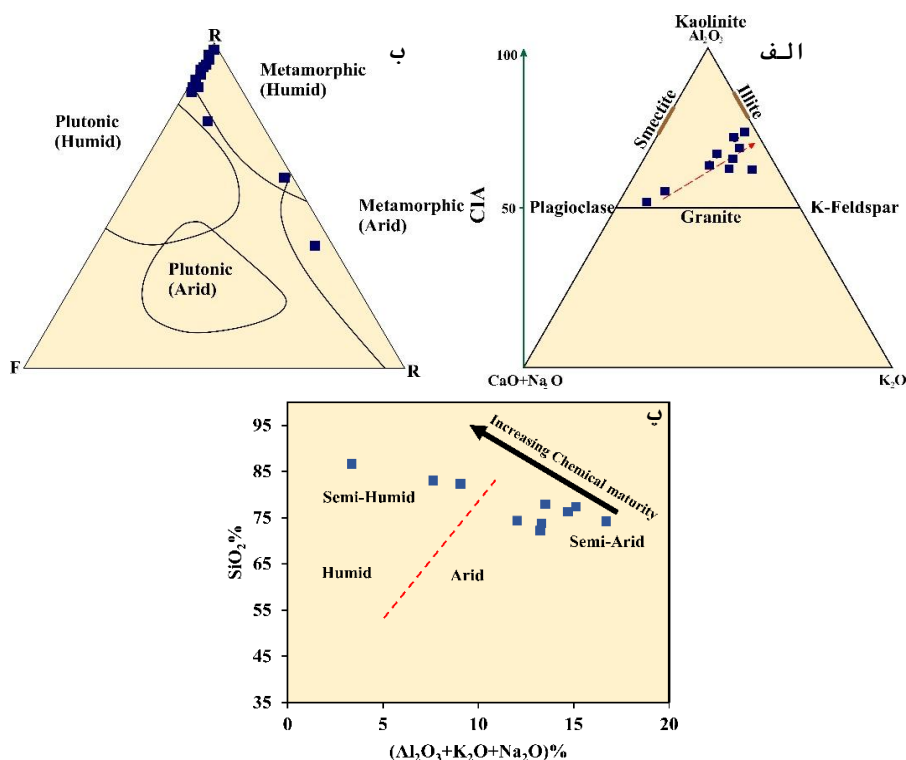 ب
R
Metamorphic
(Humid)
Plutonic
(Humid)
Metamorphic
(Arid)
Plutonic
(Arid)
F
R
الف
Kaolinite
Al₂O₃
100
Smectite
Illite
CIA
50
Plagioclase
Granite
K-Feldspar
CaO+Na₂O
K₂O
پ
Increasing Chemical maturity
Semi-Humid
Semi-Arid
Humid
Arid
SiO₂%
95
85
75
65
55
45
35
0
5
10
15
20
(Al₂O₃+K₂O+Na₂O)%